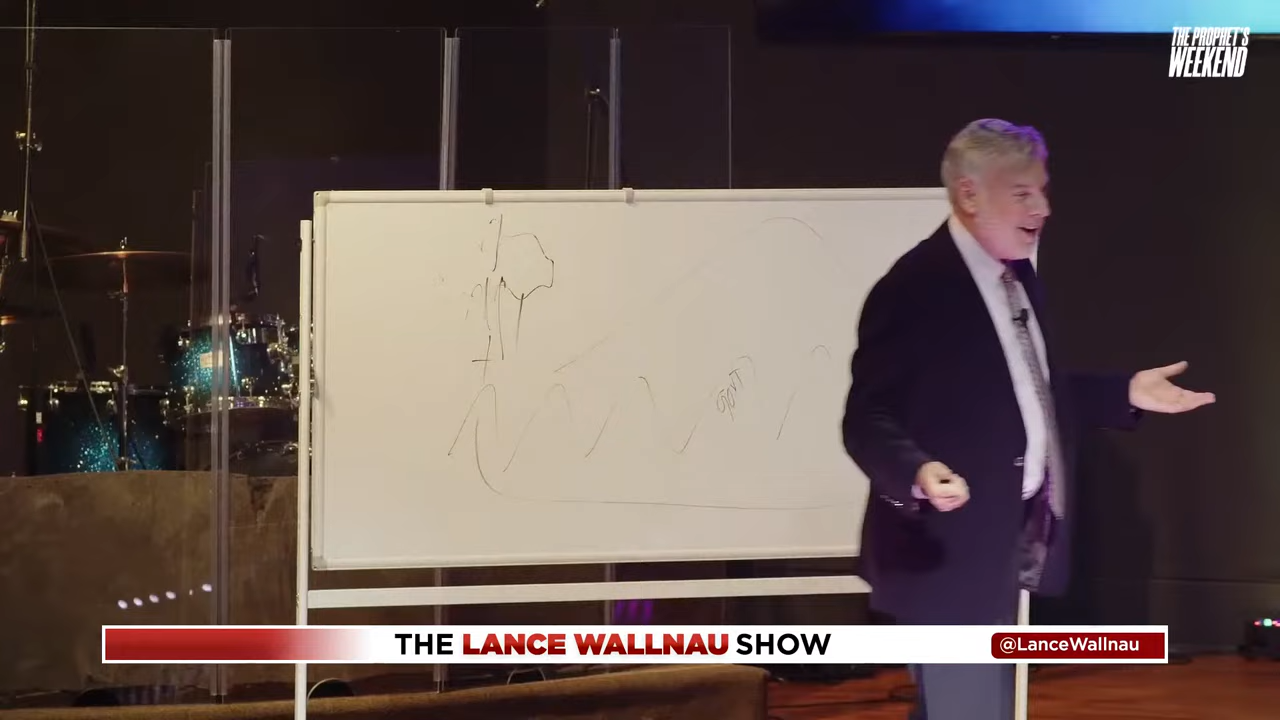 THE PROPHET'S
WEEKEND
THE LANCE WALLNAU SHOW
@LanceWallnau